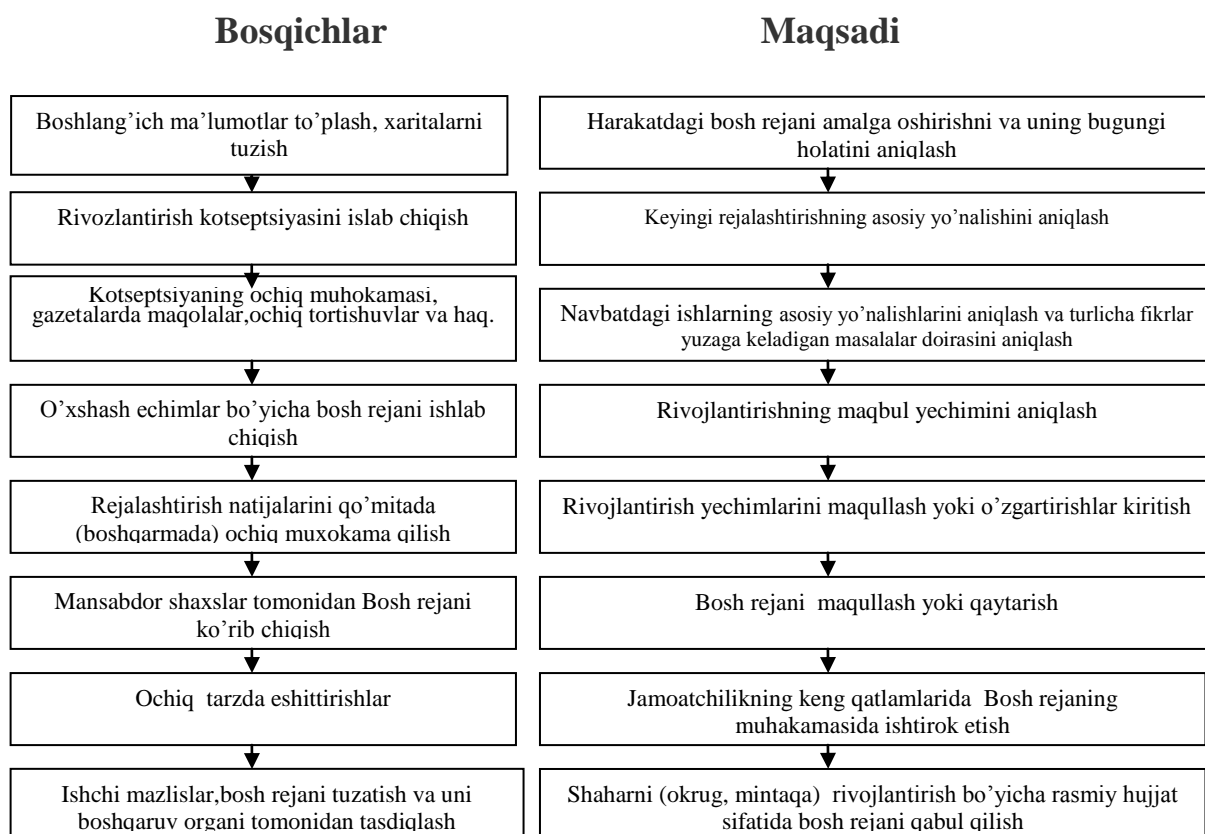 Bosqichlar
Maqsadi
Boshlang’ich ma’lumotlar to’plash, xaritalarni
tuzish
Harakatdagi bosh rejani amalga oshirishni va uning bugungi
holatini aniqlash
Rivozlantirish kotseptsiyasini islab chiqish
Keyingi rejalashtirishning asosiy yo’nalishini aniqlash
Kotseptsiyaning ochiq muhokamasi,
gazetalarda maqolalar,ochiq tortishuvlar va haq.
Navbatdagi ishlarning asosiy yo’nalishlarini aniqlash va turlicha fikrlar
yuzaga keladigan masalalar doirasini aniqlash
O’xshash echimlar bo’yicha bosh rejani ishlab
chiqish
Rivojlantirishning maqbul yechimini aniqlash
Rejalashtirish natijalarini qo’mitada
(boshqarmada) ochiq muxokama qilish
Rivojlantirish yechimlarini maqullash yoki o’zgartirishlar kiritish
Mansabdor shaxslar tomonidan Bosh rejani
ko’rib chiqish
Bosh rejani maqullash yoki qaytarish
Ochiq tarzda eshittirishlar
Jamoatchilikning keng qatlamlarida Bosh rejaning
muhakamasida ishtirok etish
Ishchi mazlislar,bosh rejani tuzatish va uni
boshqaruv organi tomonidan tasdiqlash
Shaharni (okrug, mintaqa) rivojlantirish bo’yicha rasmiy hujjat
sifatida bosh rejani qabul qilish